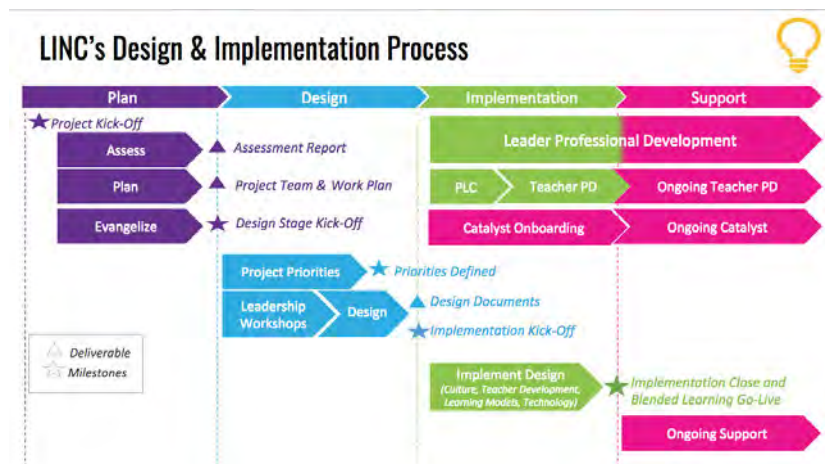 LINC's Design & Implementation Process
Plan
Design
Implementation
Support
Project Kick-Off
Assess
Assessment Report
Leader Professional Development
Plan
Project Team & Work Plan
PLC
Teacher PD
Ongoing Teacher PD
Evangelize
Design Stage Kick-Off
Catalyst Onboarding
Ongoing Catalyst
Project Priorities
Priorities Defined
Leadership
Workshops
Design
Design Documents
Implementation Kick-Off
Deliverable
Milestones
Implement Design
(Culture, Teacher Development,
Learning Models, Technology)
Implementation Close and
Blended Learning Go-Live
Ongoing Support